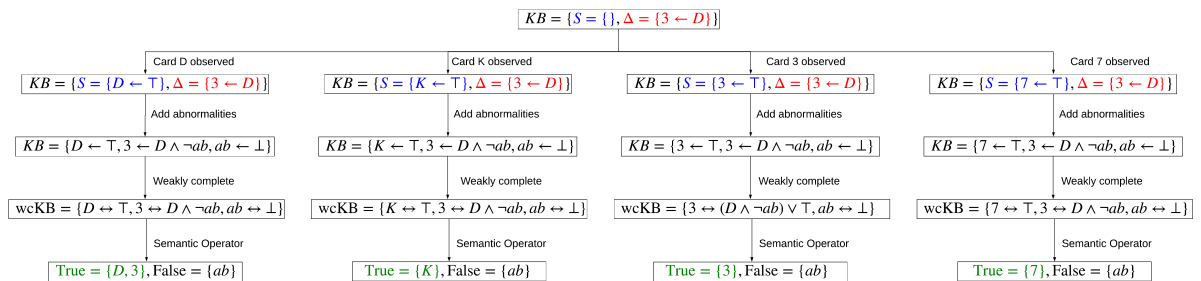 KB = {S = {}, Δ = {3 ← D}}
Card D observed Card K observed Card 3 observed Card 7 observed
KB = {S = {D ← ⊤}, Δ = {3 ← D}} KB = {S = {K ← ⊤}, Δ = {3 ← D}} KB = {S = {3 ← ⊤}, Δ = {3 ← D}} KB = {S = {7 ← ⊤}, Δ = {3 ← D}}
Add abnormalities Add abnormalities Add abnormalities Add abnormalities
KB = {D ← ⊤, 3 ← D ∧ ¬ab, ab ← ⊥} KB = {K ← ⊤, 3 ← D ∧ ¬ab, ab ← ⊥} KB = {3 ← ⊤, 3 ← D ∧ ¬ab, ab ← ⊥} KB = {7 ← ⊤, 3 ← D ∧ ¬ab, ab ← ⊥}
Weakly complete Weakly complete Weakly complete Weakly complete
wcKB = {D ↔ ⊤, 3 ↔ D ∧ ¬ab, ab ↔ ⊥} wcKB = {K ↔ ⊤, 3 ↔ D ∧ ¬ab, ab ↔ ⊥} wcKB = {3 ↔ (D ∧ ¬ab) ∨ ⊤, ab ↔ ⊥} wcKB = {7 ↔ ⊤, 3 ↔ D ∧ ¬ab, ab ↔ ⊥}
Semantic Operator Semantic Operator Semantic Operator Semantic Operator
True = {D, 3}, False = {ab} True = {K}, False = {ab} True = {3}, False = {ab} True = {7}, False = {ab}